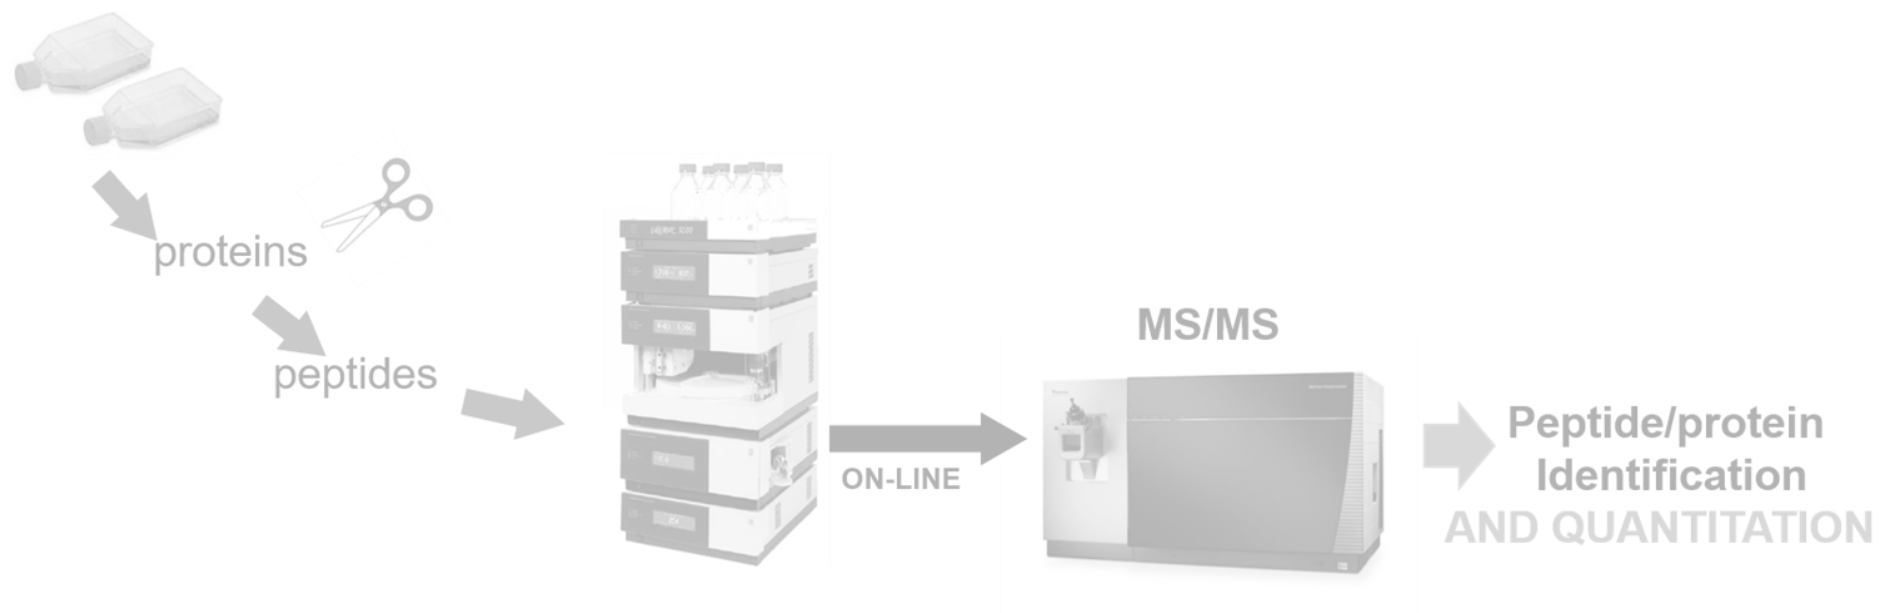 proteins
peptides
ON-LINE
MS/MS
Peptide/protein
Identification
AND QUANTITATION